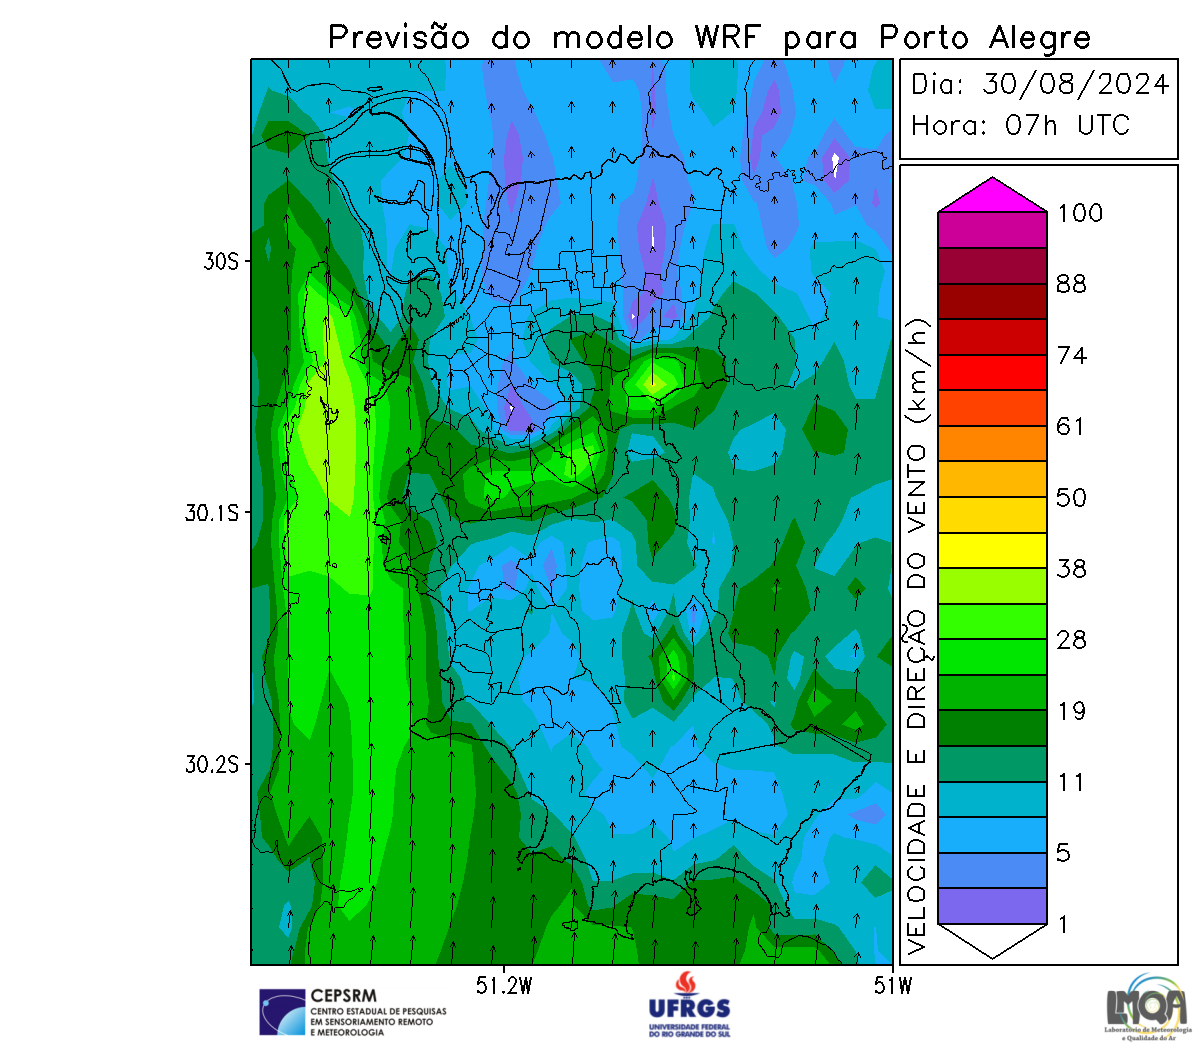 Previsão do modelo WRF para Porto Alegre
Dia: 30/08/2024
Hora: 07h UTC
100
88
74
61
50
38
28
19
11
5
1
VELOCIDADE E DIREÇÃO DO VENTO (km/h)
30S
30.1S
30.2S
51.2W
51W
CEPSRM
CENTRO ESTADUAL DE PESQUISAS
EM SENSORIAMENTO REMOTO
E METEOROLOGIA
UFRGS
UNIVERSIDADE FEDERAL
DO RIO GRANDE DO SUL
LMQA
Laboratório de Meteorologia
e Qualidade do Ar